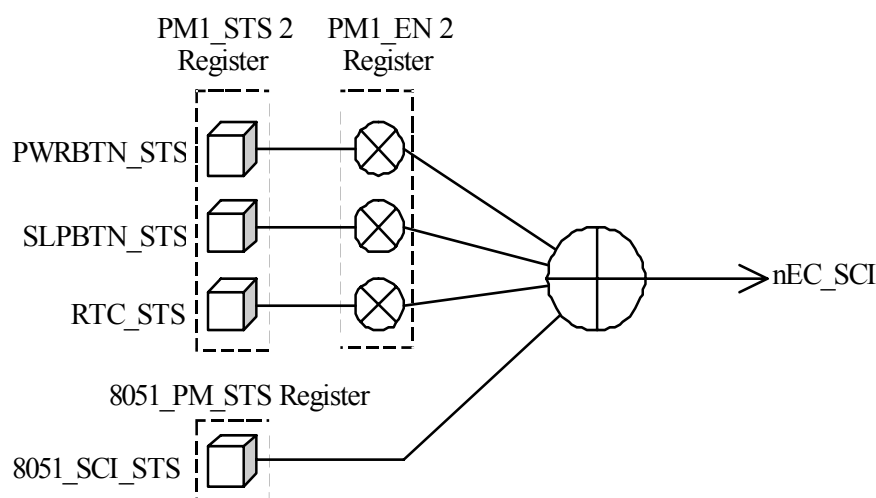 PM1_STS 2
Register
PM1_EN 2
Register
PWRBTN_STS
SLPBTN_STS
RTC_STS
nEC_SCI
8051_PM_STS Register
8051_SCI_STS